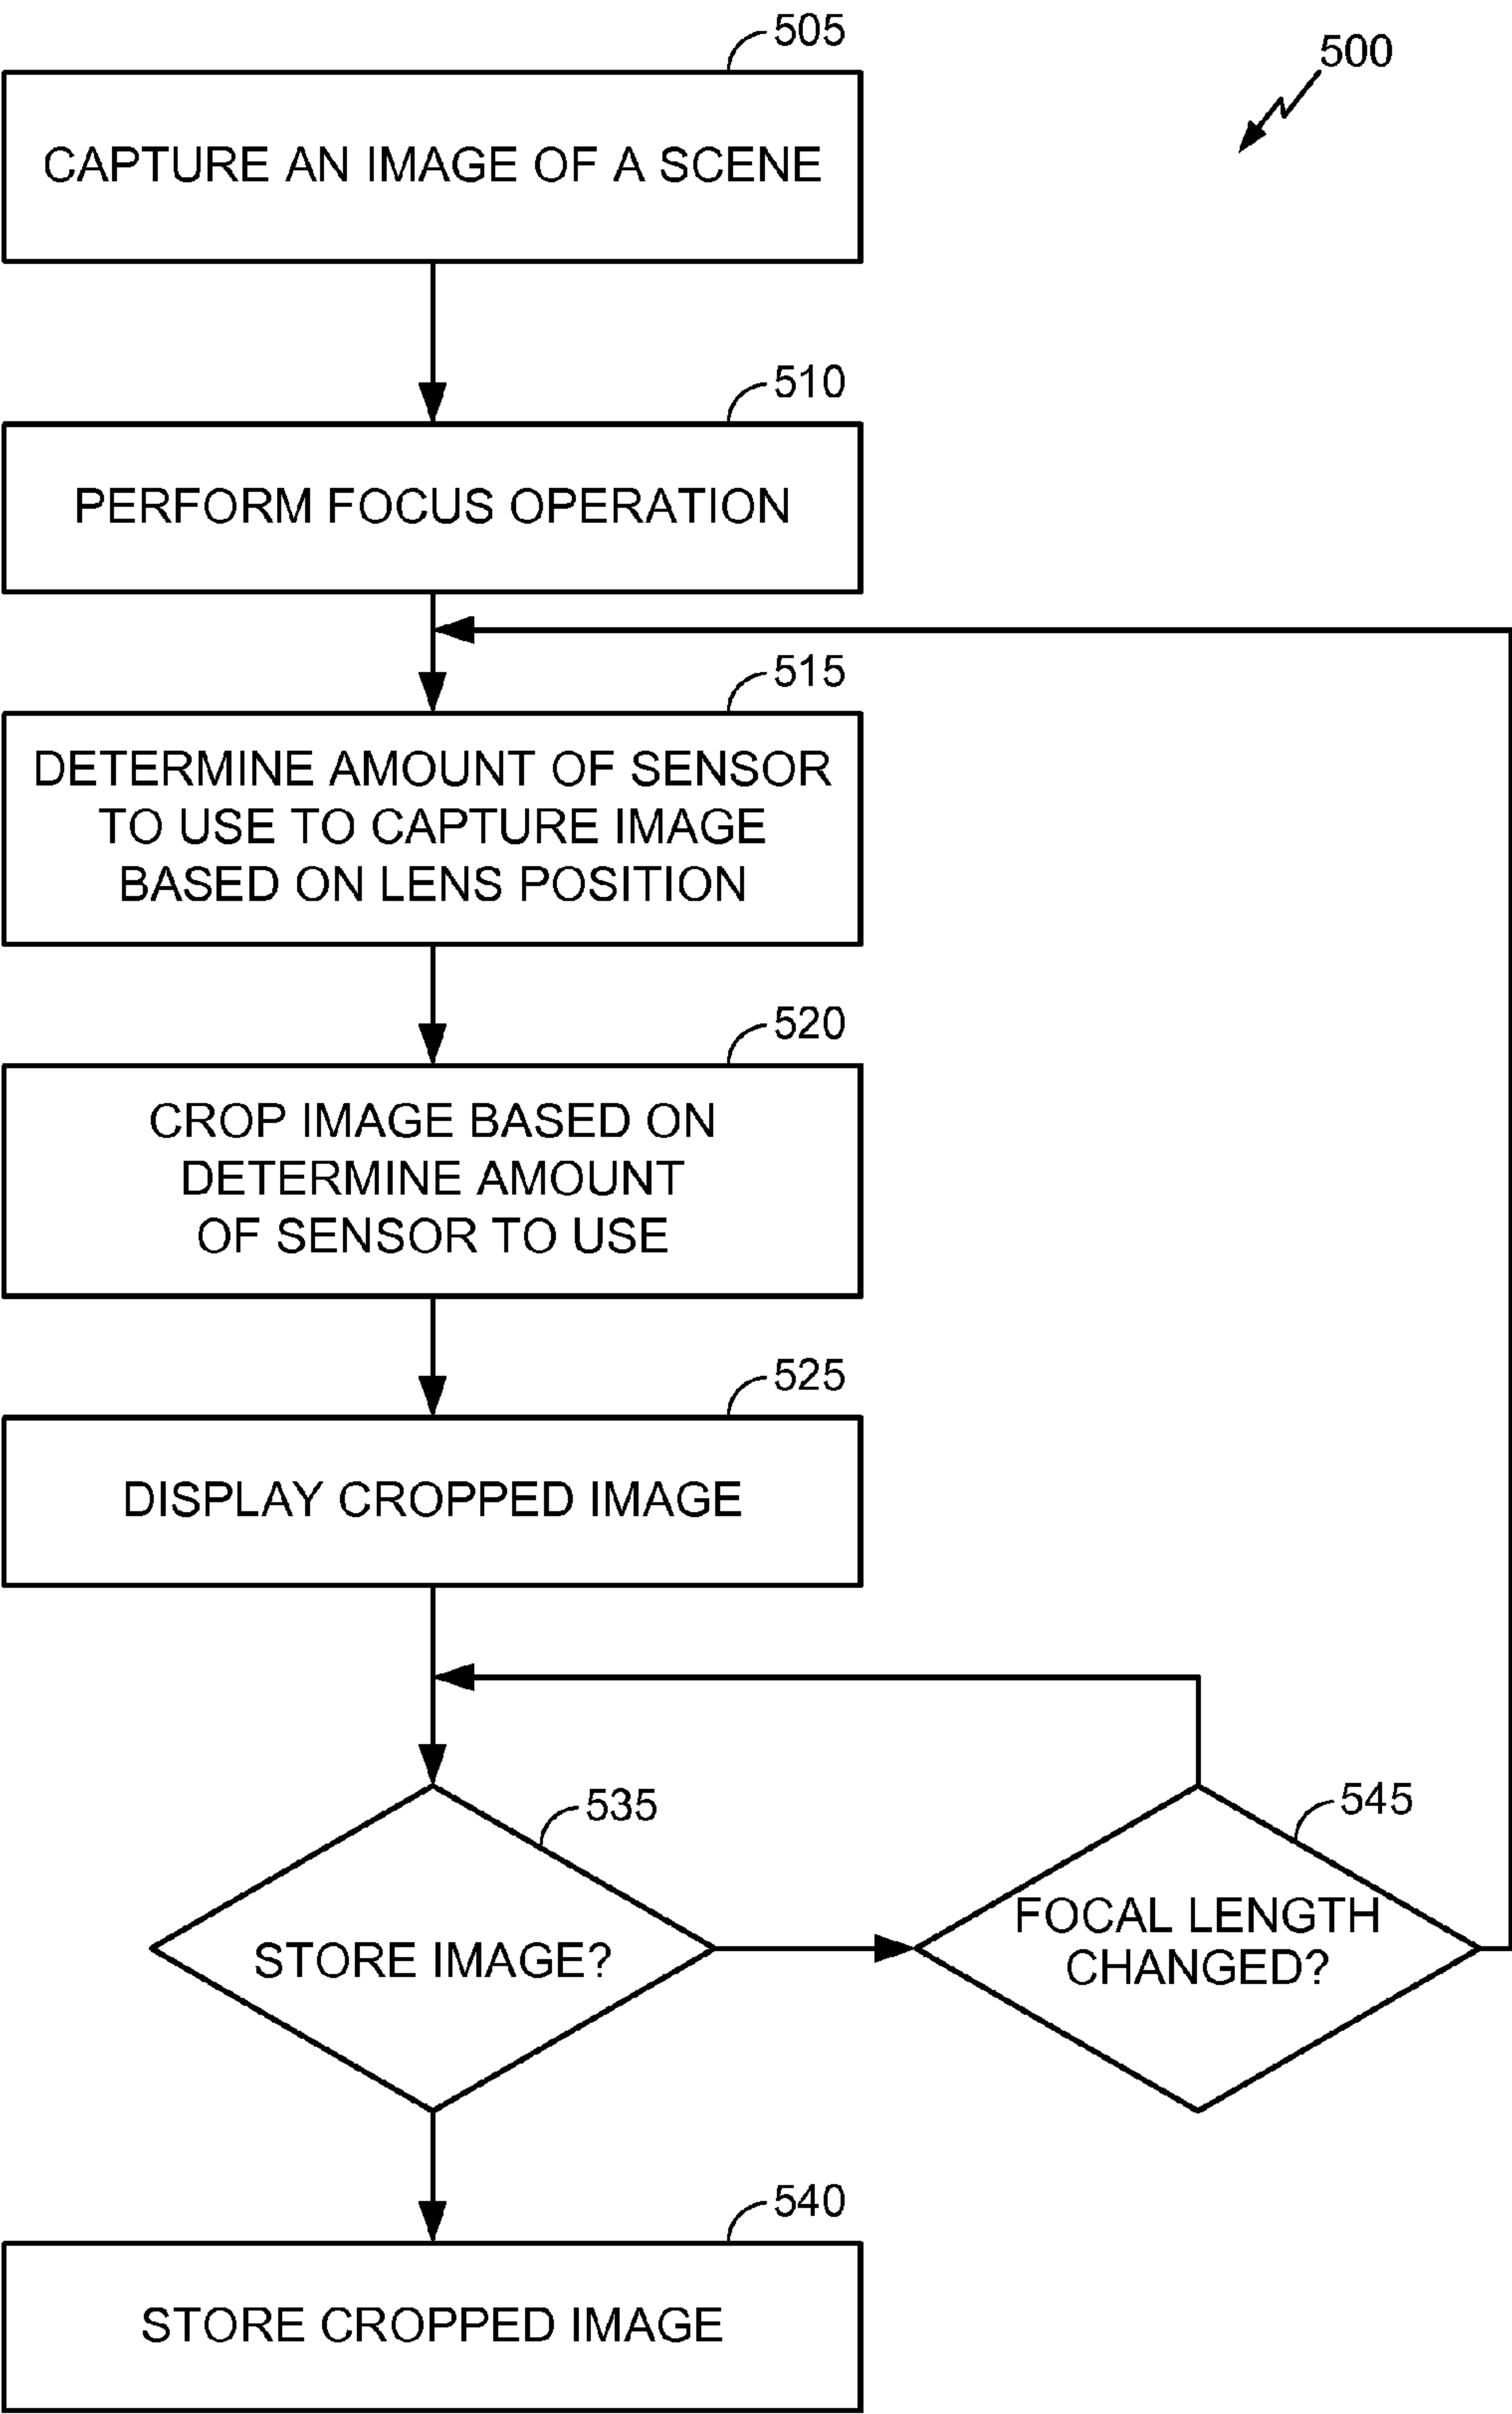 505
500
CAPTURE AN IMAGE OF A SCENE
510
PERFORM FOCUS OPERATION
515
DETERMINE AMOUNT OF SENSOR
TO USE TO CAPTURE IMAGE
BASED ON LENS POSITION
520
CROP IMAGE BASED ON
DETERMINE AMOUNT
OF SENSOR TO USE
525
DISPLAY CROPPED IMAGE
535
STORE IMAGE?
545
FOCAL LENGTH
CHANGED?
540
STORE CROPPED IMAGE